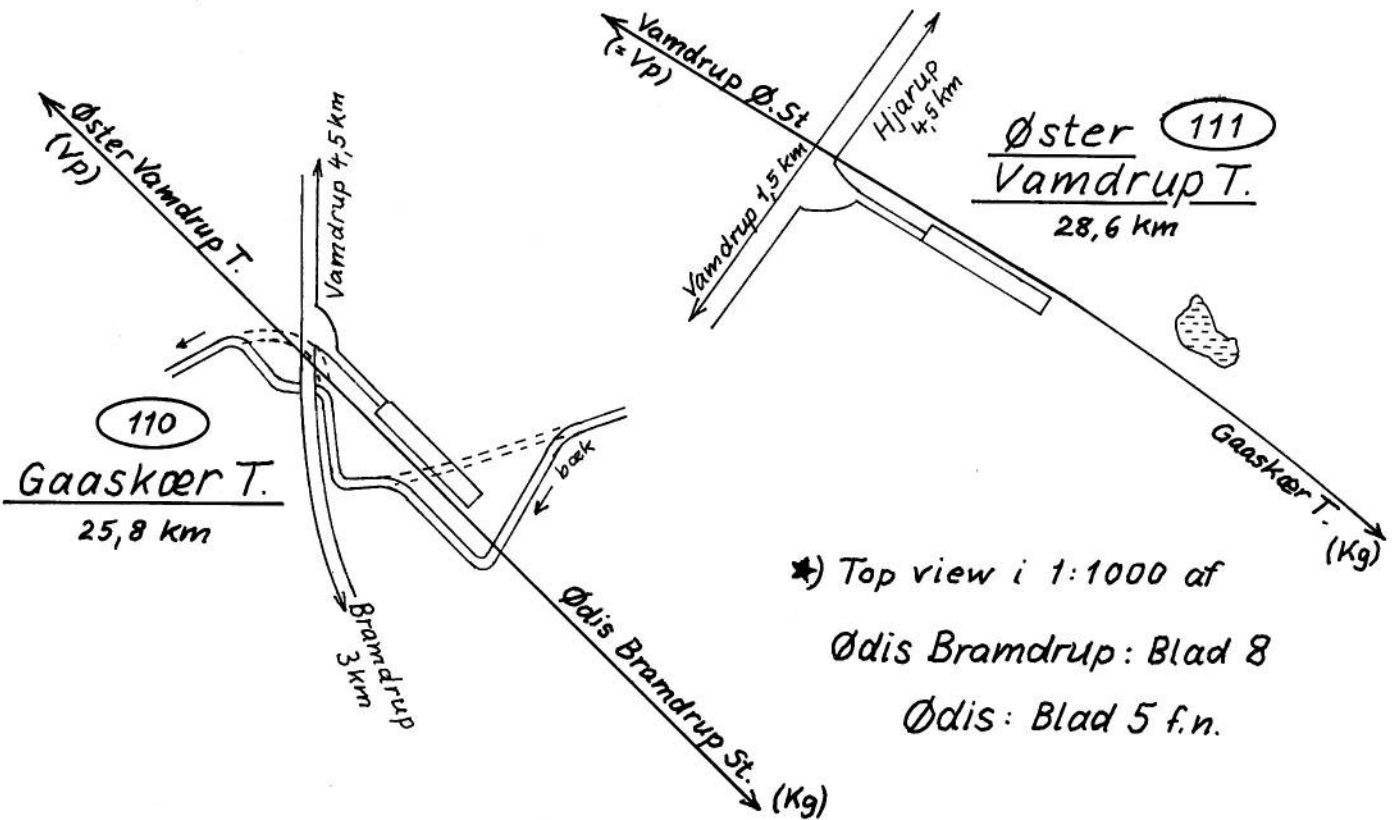 Øster Vamdrup T.
(Vp)
Vamdrup 4,5 km
110
Gaaskær T.
25,8 km
bæk
Bramdrup
3 km
Ødis Bramdrup St.
(Kg)
Vamdrup Ø. St
(= Vp)
Hjarup
4,5 km
Vamdrup 1,5 km
Øster 111
Vamdrup T.
28,6 km
Gaaskær T.
(Kg)
★) Top view i 1:1000 af
Ødis Bramdrup: Blad 8
Ødis: Blad 5 f.n.